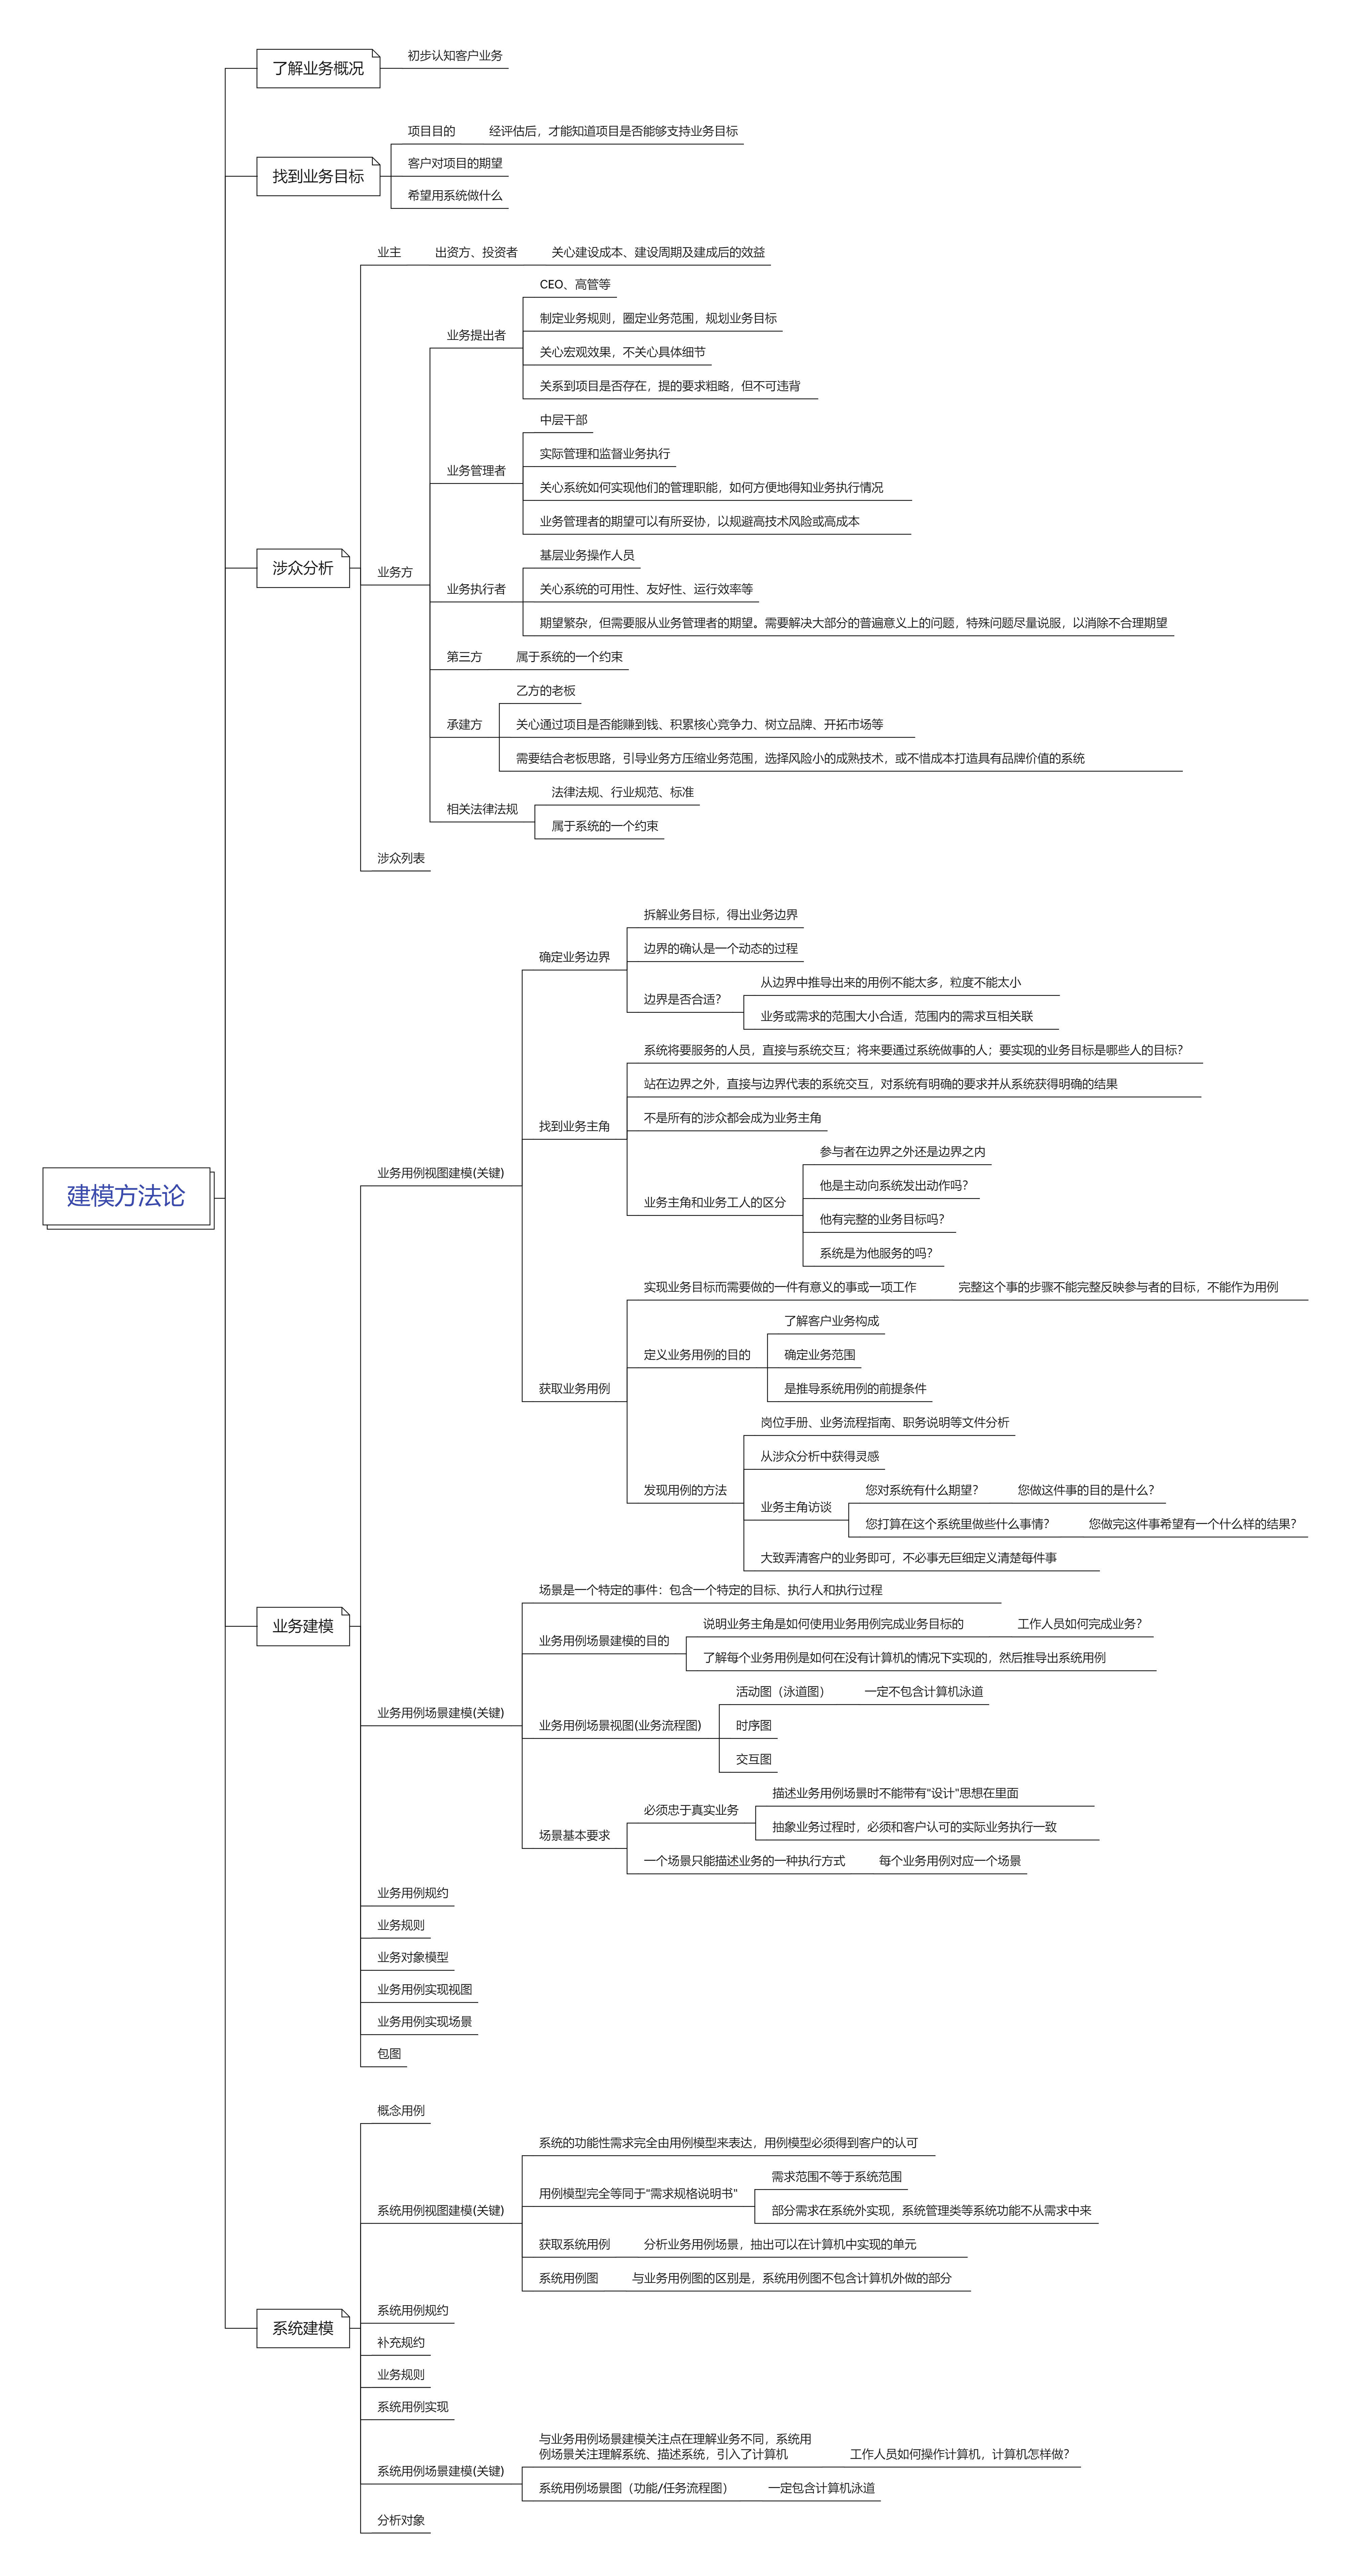 了解业务概况
初步认知客户业务
找到业务目标
项目目的
经评估后，才能知道项目是否能够支持业务目标
客户对项目的期望
希望用系统做什么
涉众分析
业主
出资方、投资者
关心建设成本、建设周期及建成后的效益
业务方
业务提出者
CEO、高管等
制定业务规则，圈定业务范围，规划业务目标
关心宏观效果，不关心具体细节
关系到项目是否存在，提的要求粗略，但不可违背
业务管理者
中层干部
实际管理和监督业务执行
关心系统如何实现他们的管理职能，如何方便地得知业务执行情况
业务管理者的期望可以有所妥协，以规避高技术风险或高成本
业务执行者
基层业务操作人员
关心系统的可用性、友好性、运行效率等
期望繁杂，但需要服从业务管理者的期望。需要解决大部分的普遍意义上的问题，特殊问题尽量说服，以消除不合理期望
第三方
属于系统的一个约束
承建方
乙方的老板
关心通过项目是否能赚到钱、积累核心竞争力、树立品牌、开拓市场等
需要结合老板思路，引导业务方压缩业务范围，选择风险小的成熟技术，或不惜成本打造具有品牌价值的系统
相关法律法规
法律法规、行业规范、标准
属于系统的一个约束
涉众列表
建模方法论
业务建模
业务用例视图建模(关键)
确定业务边界
拆解业务目标，得出业务边界
边界的确认是一个动态的过程
边界是否合适？
从边界中推导出来的用例不能太多，粒度不能太小
业务或需求的范围大小合适，范围内的需求互相关联
找到业务主角
系统将要服务的人员，直接与系统交互；将来要通过系统做事的人；要实现的业务目标是哪些人的目标？
站在边界之外，直接与边界代表的系统交互，对系统有明确的要求并从系统获得明确的结果
不是所有的涉众都会成为业务主角
业务主角和业务工人的区分
参与者在边界之外还是边界之内
他是主动向系统发出动作吗？
他有完整的业务目标吗？
系统是为他服务的吗？
获取业务用例
实现业务目标而需要做的一件有意义的事或一项工作
完整这个事的步骤不能完整反映参与者的目标，不能作为用例
定义业务用例的目的
了解客户业务构成
确定业务范围
是推导系统用例的前提条件
发现用例的方法
岗位手册、业务流程指南、职务说明等文件分析
从涉众分析中获得灵感
业务主角访谈
您对系统有什么期望？
您做这件事的目的是什么？
您打算在这个系统里做些什么事情？
您做完这件事希望有一个什么样的结果？
大致弄清客户的业务即可，不必事无巨细定义清楚每件事
业务用例场景建模(关键)
场景是一个特定的事件：包含一个特定的目标、执行人和执行过程
业务用例场景建模的目的
说明业务主角是如何使用业务用例完成业务目标的
工作人员如何完成业务？
了解每个业务用例是如何在没有计算机的情况下实现的，然后推导出系统用例
业务用例场景视图(业务流程图)
活动图（泳道图）
一定不包含计算机泳道
时序图
交互图
场景基本要求
必须忠于真实业务
描述业务用例场景时不能带有"设计"思想在里面
抽象业务过程时，必须和客户认可的实际业务执行一致
一个场景只能描述业务的一种执行方式
每个业务用例对应一个场景
业务用例规约
业务规则
业务对象模型
业务用例实现视图
业务用例实现场景
包图
系统建模
概念用例
系统用例视图建模(关键)
系统的功能性需求完全由用例模型来表达，用例模型必须得到客户的认可
用例模型完全等同于"需求规格说明书"
需求范围不等于系统范围
部分需求在系统外实现，系统管理类等系统功能不从需求中来
获取系统用例
分析业务用例场景，抽出可以在计算机中实现的单元
系统用例图
与业务用例图的区别是，系统用例图不包含计算机外做的部分
系统用例规约
补充规约
业务规则
系统用例实现
系统用例场景建模(关键)
与业务用例场景建模关注点在理解业务不同，系统用
例场景关注理解系统、描述系统，引入了计算机
工作人员如何操作计算机，计算机怎样做？
系统用例场景图（功能/任务流程图）
一定包含计算机泳道
分析对象